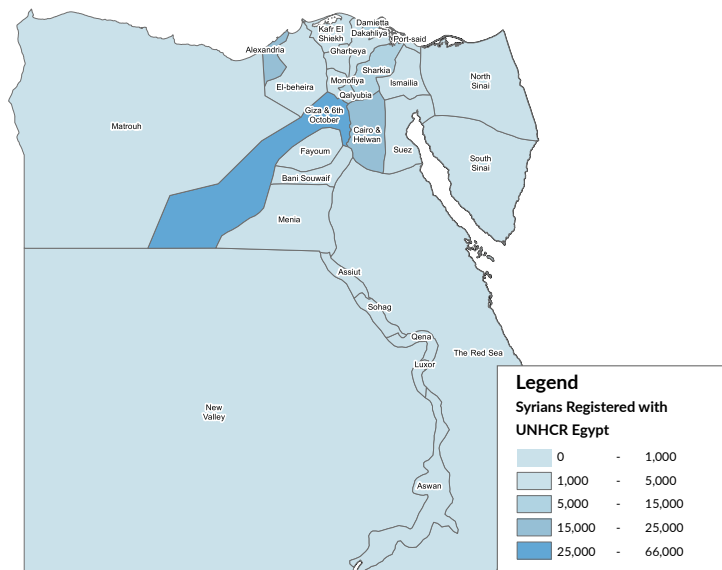 Damietta
Kafr El
Shiekh
Dakahliya
Port-said
Alexandria
Gharbeya
Sharkia
Monofiya
Ismailia
North
Sinai
El-beheira
Qalyubia
Giza & 6th
October
Matrouh
Cairo &
Helwan
Fayoum
Suez
South
Sinai
Bani Souwaif
Menia
Assiut
Sohag
Qena
The Red Sea
Luxor
New
Valley
Aswan
Legend
Syrians Registered with
UNHCR Egypt
0 - 1,000
1,000 - 5,000
5,000 - 15,000
15,000 - 25,000
25,000 - 66,000